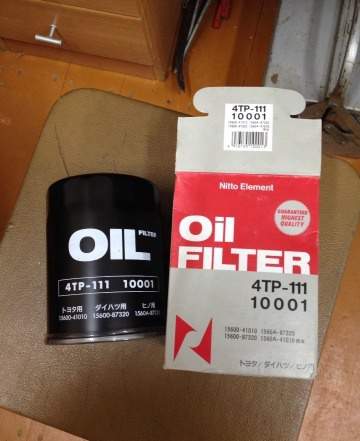 4TP-111
10001
Nitto Element
GUARANTEE
HIGHEST
QUALITY
Oil
FILTER
4TP-111
10001
15600-41010
15600-87320
トヨタ/ダイハツ/ヒノ
FILTER
OIL
4TP-111 10001
トヨタ用 ダイハツ用 ヒノ用
15600-41010 15600-87320 1560A-87320